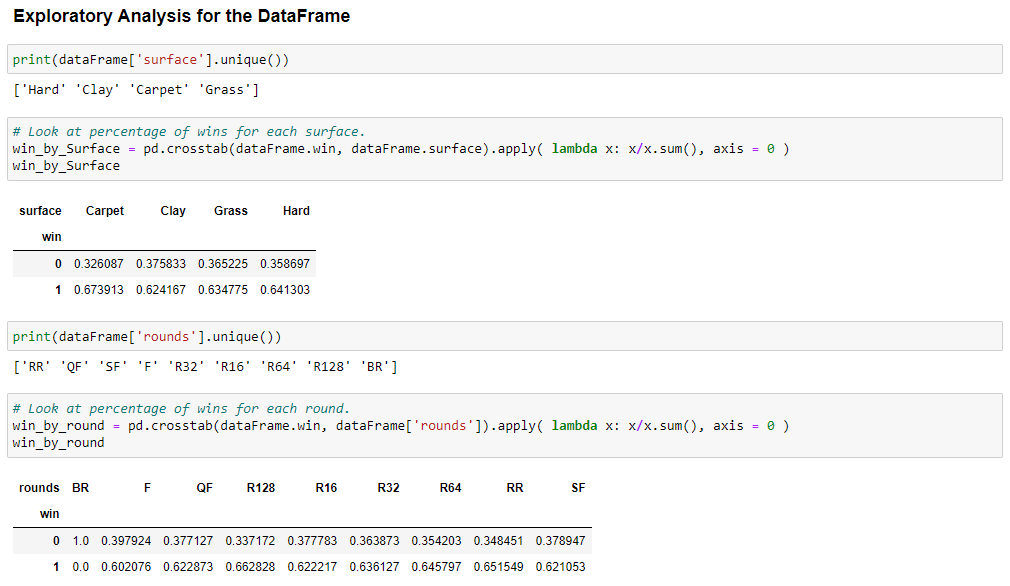 Exploratory Analysis for the DataFrame
print(dataFrame['surface'].unique())
['Hard' 'Clay' 'Carpet' 'Grass']
# Look at percentage of wins for each surface.
win_by_Surface = pd.crosstab(dataFrame.win, dataFrame.surface).apply( lambda x: x/x.sum(), axis = 0 )
win_by_Surface
surface Carpet Clay Grass Hard
win
0 0.326087 0.375833 0.365225 0.358697
1 0.673913 0.624167 0.634775 0.641303
print(dataFrame['rounds'].unique())
['RR' 'QF' 'SF' 'F' 'R32' 'R16' 'R64' 'R128' 'BR']
# Look at percentage of wins for each round.
win_by_round = pd.crosstab(dataFrame.win, dataFrame['rounds']).apply( lambda x: x/x.sum(), axis = 0 )
win_by_round
rounds BR F QF R128 R16 R32 R64 RR SF
win
0 1.0 0.397924 0.377127 0.337172 0.377783 0.363873 0.354203 0.348451 0.378947
1 0.0 0.602076 0.622873 0.662828 0.622217 0.636127 0.645797 0.651549 0.621053